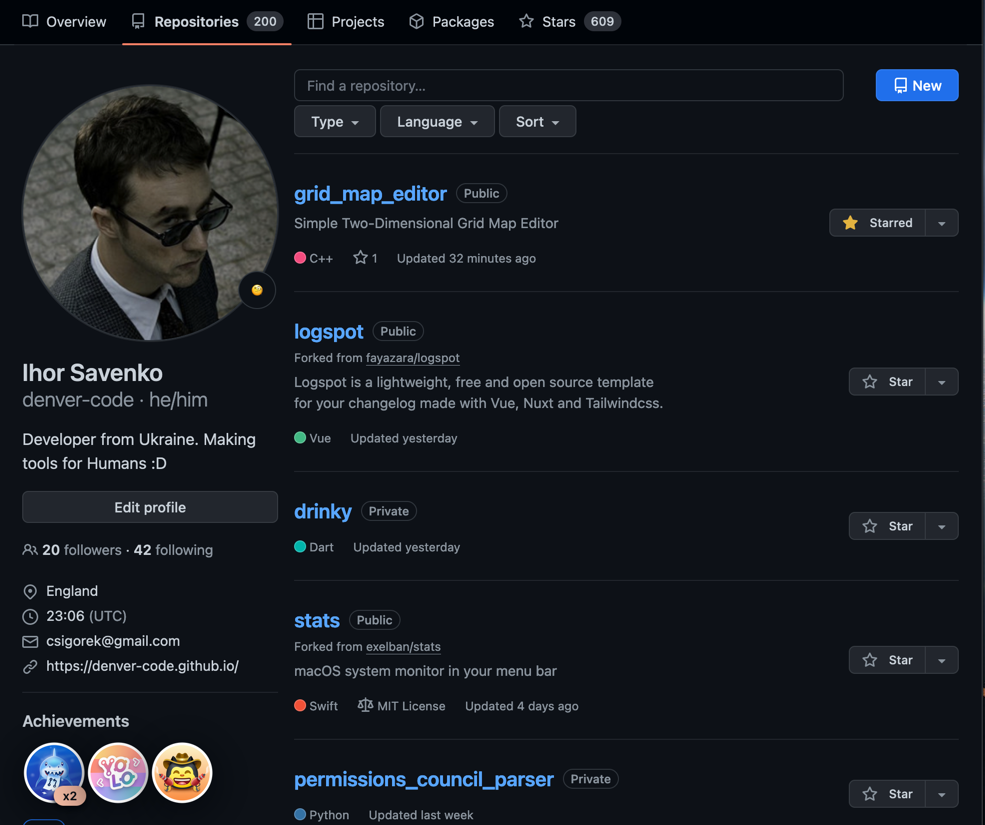 Overview
Repositories 200
Projects
Packages
Stars 609
Find a repository...
New
Type
Language
Sort
grid_map_editor Public
Simple Two-Dimensional Grid Map Editor
Starred
C++ 1 Updated 32 minutes ago
logspot Public
Forked from fayazara/logspot
Logspot is a lightweight, free and open source template
for your changelog made with Vue, Nuxt and Tailwindcss.
Star
Vue Updated yesterday
drinky Private
Star
Dart Updated yesterday
stats Public
Forked from exelban/stats
macOS system monitor in your menu bar
Star
Swift MIT License Updated 4 days ago
permissions_council_parser Private
Star
Python Updated last week
Ihor Savenko
denver-code · he/him
Developer from Ukraine. Making
tools for Humans :D
Edit profile
20 followers · 42 following
England
23:06 (UTC)
csigorek@gmail.com
https://denver-code.github.io/
Achievements
x2
YOLO